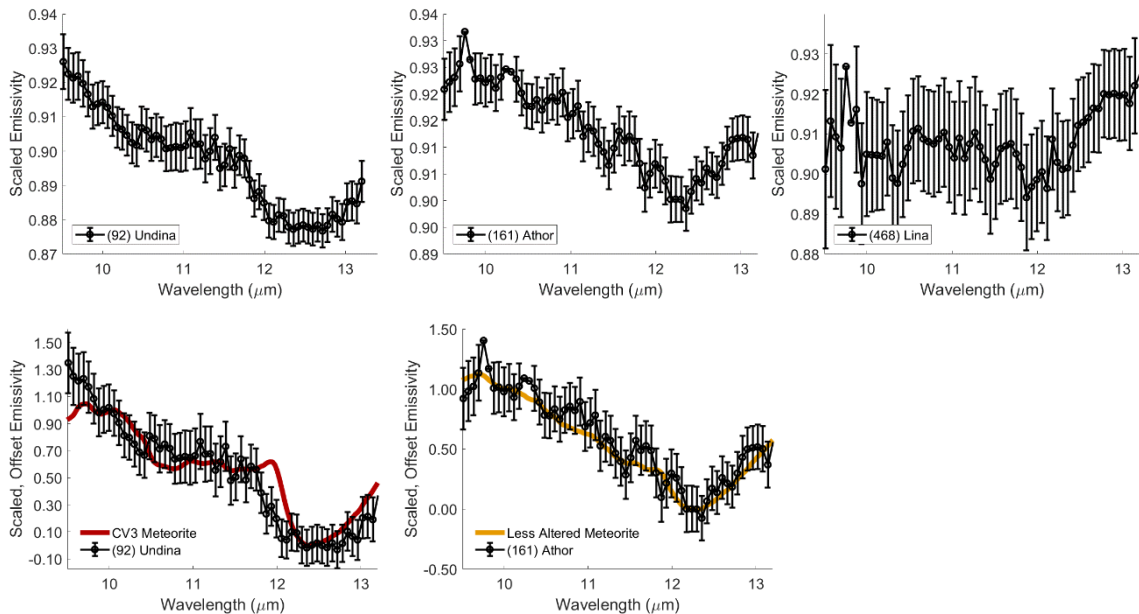 0.94
0.93
0.92
0.91
0.90
0.89
0.88
0.87
Scaled Emissivity
(92) Undina
10 11 12 13
Wavelength (μm)
0.94
0.93
0.92
0.92
0.91
0.90
0.89
Scaled Emissivity
(161) Athor
10 11 12 13
Wavelength (μm)
0.93
0.92
0.91
0.90
0.89
0.88
Scaled Emissivity
(468) Lina
10 11 12 13
Wavelength (μm)
1.50
1.30
1.10
0.90
0.70
0.50
0.30
0.10
-0.10
Scaled, Offset Emissivity
CV3 Meteorite
(92) Undina
10 11 12 13
Wavelength (μm)
1.50
1.00
0.50
0.00
-0.50
Scaled, Offset Emissivity
Less Altered Meteorite
(161) Athor
10 11 12 13
Wavelength (μm)